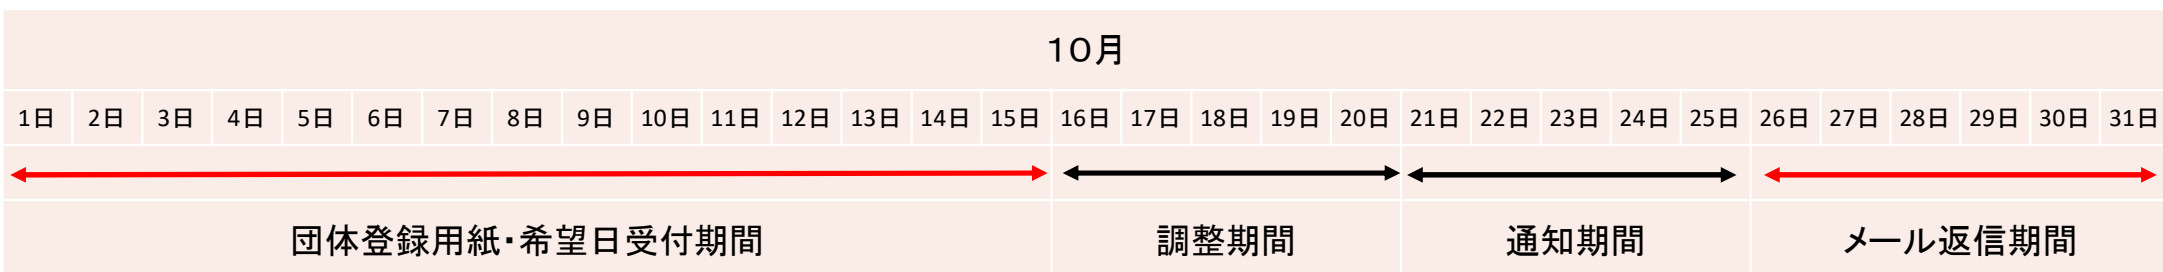 10月
1日 2日 3日 4日 5日 6日 7日 8日 9日 10日 11日 12日 13日 14日 15日 16日 17日 18日 19日 20日 21日 22日 23日 24日 25日 26日 27日 28日 29日 30日 31日
団体登録用紙・希望日受付期間 調整期間 通知期間 メール返信期間